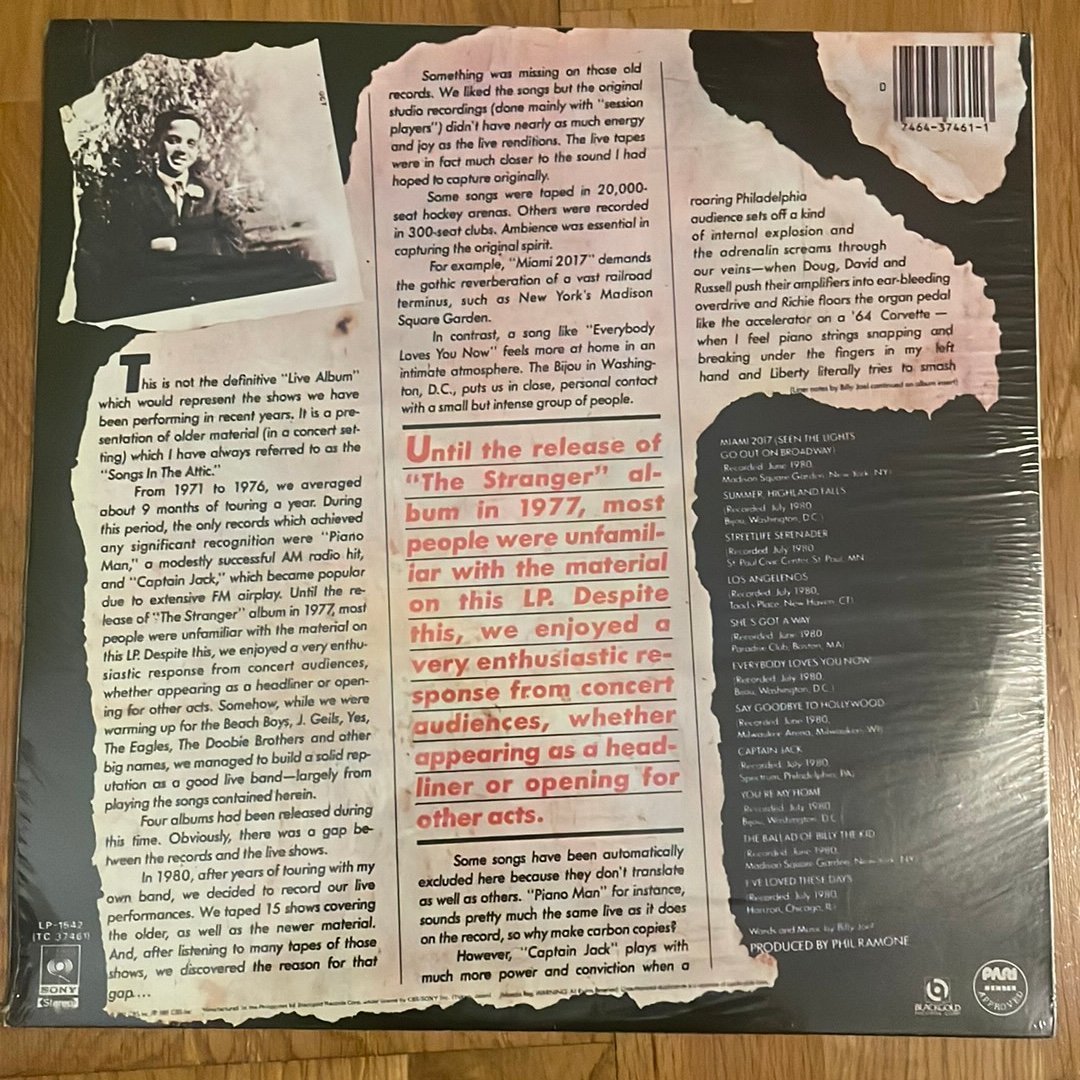 This is not the definitive "Live Album"
which would represent the shows we have
been performing in recent years. It is a pre-
sentation of older material (in a concert set-
ting) which I have always referred to as the
"Songs In The Attic."
From 1971 to 1976, we averaged
about 9 months of touring a year. During
this period, the only records which achieved
any significant recognition were "Piano
Man," a modestly successful AM radio hit,
and "Captain Jack," which became popular
due to extensive FM airplay. Until the re-
lease of "The Stranger" album in 1977, most
people were unfamiliar with the material on
this LP. Despite this, we enjoyed a very enthu-
siastic response from concert audiences,
whether appearing as a headliner or open-
ing for other acts. Somehow, while we were
warming up for the Beach Boys, J. Geils, Yes,
The Eagles, The Doobie Brothers and other
big names, we managed to build a solid rep-
utation as a good live band—largely from
playing the songs contained herein.
Four albums had been released during
this time. Obviously, there was a gap be-
tween the records and the live shows.
In 1980, after years of touring with my
own band, we decided to record our live
performances. We taped 15 shows covering
the older, as well as the newer material.
And, after listening to many tapes of those
shows, we discovered the reason for that
gap....
Something was missing on those old
records. We liked the songs but the original
studio recordings (done mainly with "session
players") didn't have nearly as much energy
and joy as the live renditions. The live tapes
were in fact much closer to the sound I had
hoped to capture originally.
Some songs were taped in 20,000-
seat hockey arenas. Others were recorded
in 300-seat clubs. Ambience was essential in
capturing the original spirit.
For example, "Miami 2017" demands
the gothic reverberation of a vast railroad
terminus, such as New York's Madison
Square Garden.
In contrast, a song like "Everybody
Loves You Now" feels more at home in an
intimate atmosphere. The Bijou in Washing-
ton, D.C., puts us in close, personal contact
with a small but intense group of people.
Until the release of
"The Stranger" al-
bum in 1977, most
people were unfamil-
iar with the material
on this LP. Despite
this, we enjoyed a
very enthusiastic re-
sponse from concert
audiences, whether
appearing as a head-
liner or opening for
other acts.
Some songs have been automatically
excluded here because they don't translate
as well as others. "Piano Man" for instance,
sounds pretty much the same live as it does
on the record, so why make carbon copies?
However, "Captain Jack" plays with
much more power and conviction when a
roaring Philadelphia
audience sets off a kind
of internal explosion and
the adrenalin screams through
our veins—when Doug, David and
Russell push their amplifiers into ear-bleeding
overdrive and Richie floors the organ pedal
like the accelerator on a '64 Corvette—
when I feel piano strings snapping and
breaking under the fingers in my left
hand and Liberty literally tries to smash
(Liner notes by Billy Joel continued on album insert)
D
7464-37461-1
MIAMI 2017 (SEEN THE LIGHTS
GO OUT ON BROADWAY)
Recorded June 1980,
Madison Square Garden, New York, NY)
SUMMER, HIGHLAND FALLS
(Recorded July 1980
Bijou, Washington, D.C.)
STREETLIFE SERENADER
(Recorded July 1980
St. Paul Civic Center, St. Paul, MN
LOS ANGELENOS
(Recorded July 1980,
Toad's Place, New Haven, CT)
SHE'S GOT A WAY
(Recorded June 1980
Paradise Club, Boston, MA)
EVERYBODY LOVES YOU NOW
(Recorded July 1980,
Bijou, Washington, D.C.)
SAY GOODBYE TO HOLLYWOOD
(Recorded June 1980,
Milwaukee Arena, Milwaukee, WI)
CAPTAIN JACK
(Recorded July 1980,
Spectrum, Philadelphia, PA)
YOU'RE MY HOME
(Recorded July 1980
Bijou, Washington, D.C.)
THE BALLAD OF BILLY THE KID
(Recorded June 1980,
Madison Square Garden, New York, NY)
I'VE LOVED THESE DAYS
(Recorded July 1980,
Horizon, Chicago, IL)
Words and Music by Billy Joel
PRODUCED BY PHIL RAMONE
LP-1542
(TC 37461)
SONY
Stereo
BLACKGOLD
PARI
MEMBER
APPROVED